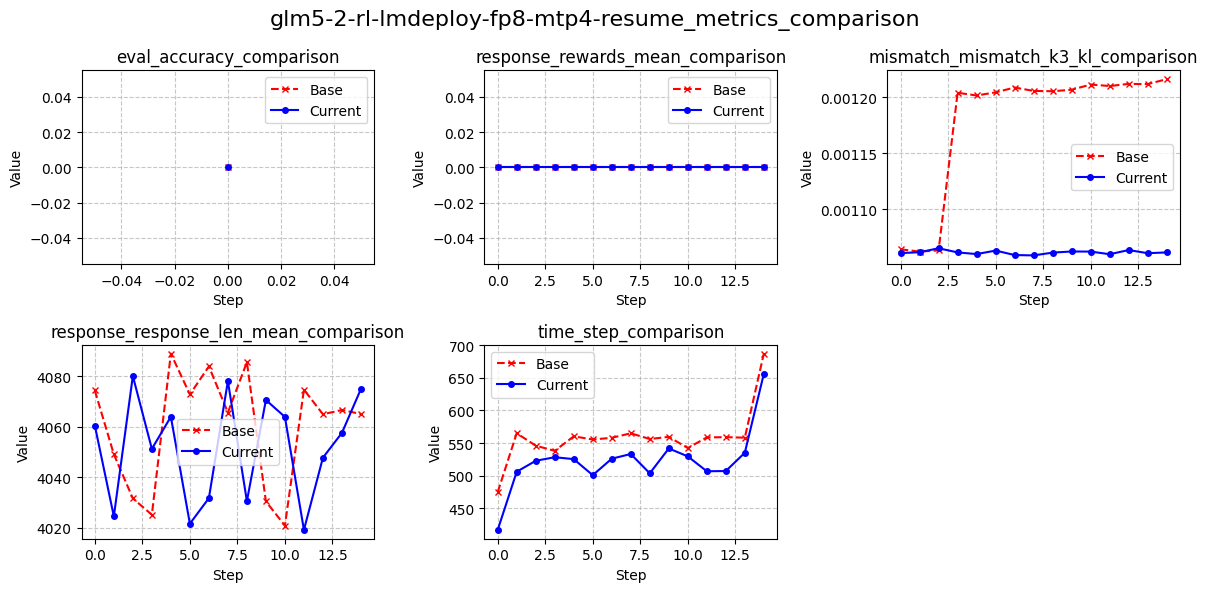 glm5-2-rl-lmdeploy-fp8-mtp4-resume_metrics_comparison
eval_accuracy_comparison
Value
0.04
0.02
0.00
−0.02
−0.04
−0.04
−0.02
0.00
0.02
0.04
Step
Base
Current
response_rewards_mean_comparison
Value
0.04
0.02
0.00
−0.02
−0.04
0.0
2.5
5.0
7.5
10.0
12.5
Step
Base
Current
mismatch_mismatch_k3_kl_comparison
Value
0.00120
0.00115
0.00110
0.0
2.5
5.0
7.5
10.0
12.5
Step
Base
Current
response_response_len_mean_comparison
Value
4080
4060
4040
4020
0.0
2.5
5.0
7.5
10.0
12.5
Step
Base
Current
time_step_comparison
Value
700
650
600
550
500
450
0.0
2.5
5.0
7.5
10.0
12.5
Step
Base
Current